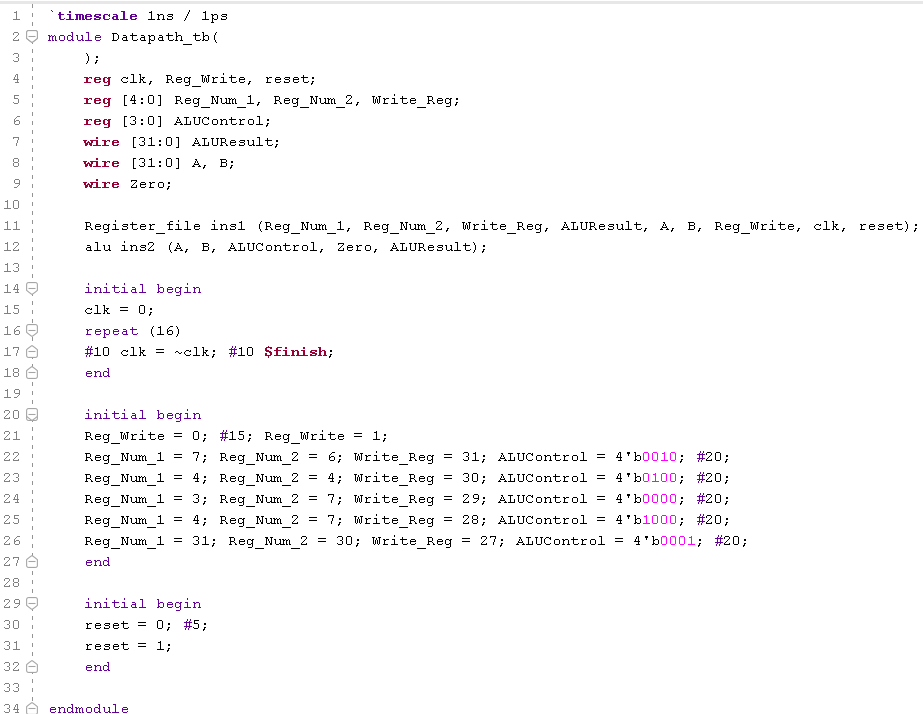 1 `timescale 1ns / 1ps
2 module Datapath_tb(
3 );
4 reg clk, Reg_Write, reset;
5 reg [4:0] Reg_Num_1, Reg_Num_2, Write_Reg;
6 reg [3:0] ALUControl;
7 wire [31:0] ALUResult;
8 wire [31:0] A, B;
9 wire Zero;
10
11 Register_file ins1 (Reg_Num_1, Reg_Num_2, Write_Reg, ALUResult, A, B, Reg_Write, clk, reset);
12 alu ins2 (A, B, ALUControl, Zero, ALUResult);
13
14 initial begin
15 clk = 0;
16 repeat (16)
17 #10 clk = ~clk; #10 $finish;
18 end
19
20 initial begin
21 Reg_Write = 0; #15; Reg_Write = 1;
22 Reg_Num_1 = 7; Reg_Num_2 = 6; Write_Reg = 31; ALUControl = 4'b0010; #20;
23 Reg_Num_1 = 4; Reg_Num_2 = 4; Write_Reg = 30; ALUControl = 4'b0100; #20;
24 Reg_Num_1 = 3; Reg_Num_2 = 7; Write_Reg = 29; ALUControl = 4'b0000; #20;
25 Reg_Num_1 = 4; Reg_Num_2 = 7; Write_Reg = 28; ALUControl = 4'b1000; #20;
26 Reg_Num_1 = 31; Reg_Num_2 = 30; Write_Reg = 27; ALUControl = 4'b0001; #20;
27 end
28
29 initial begin
30 reset = 0; #5;
31 reset = 1;
32 end
33
34 endmodule